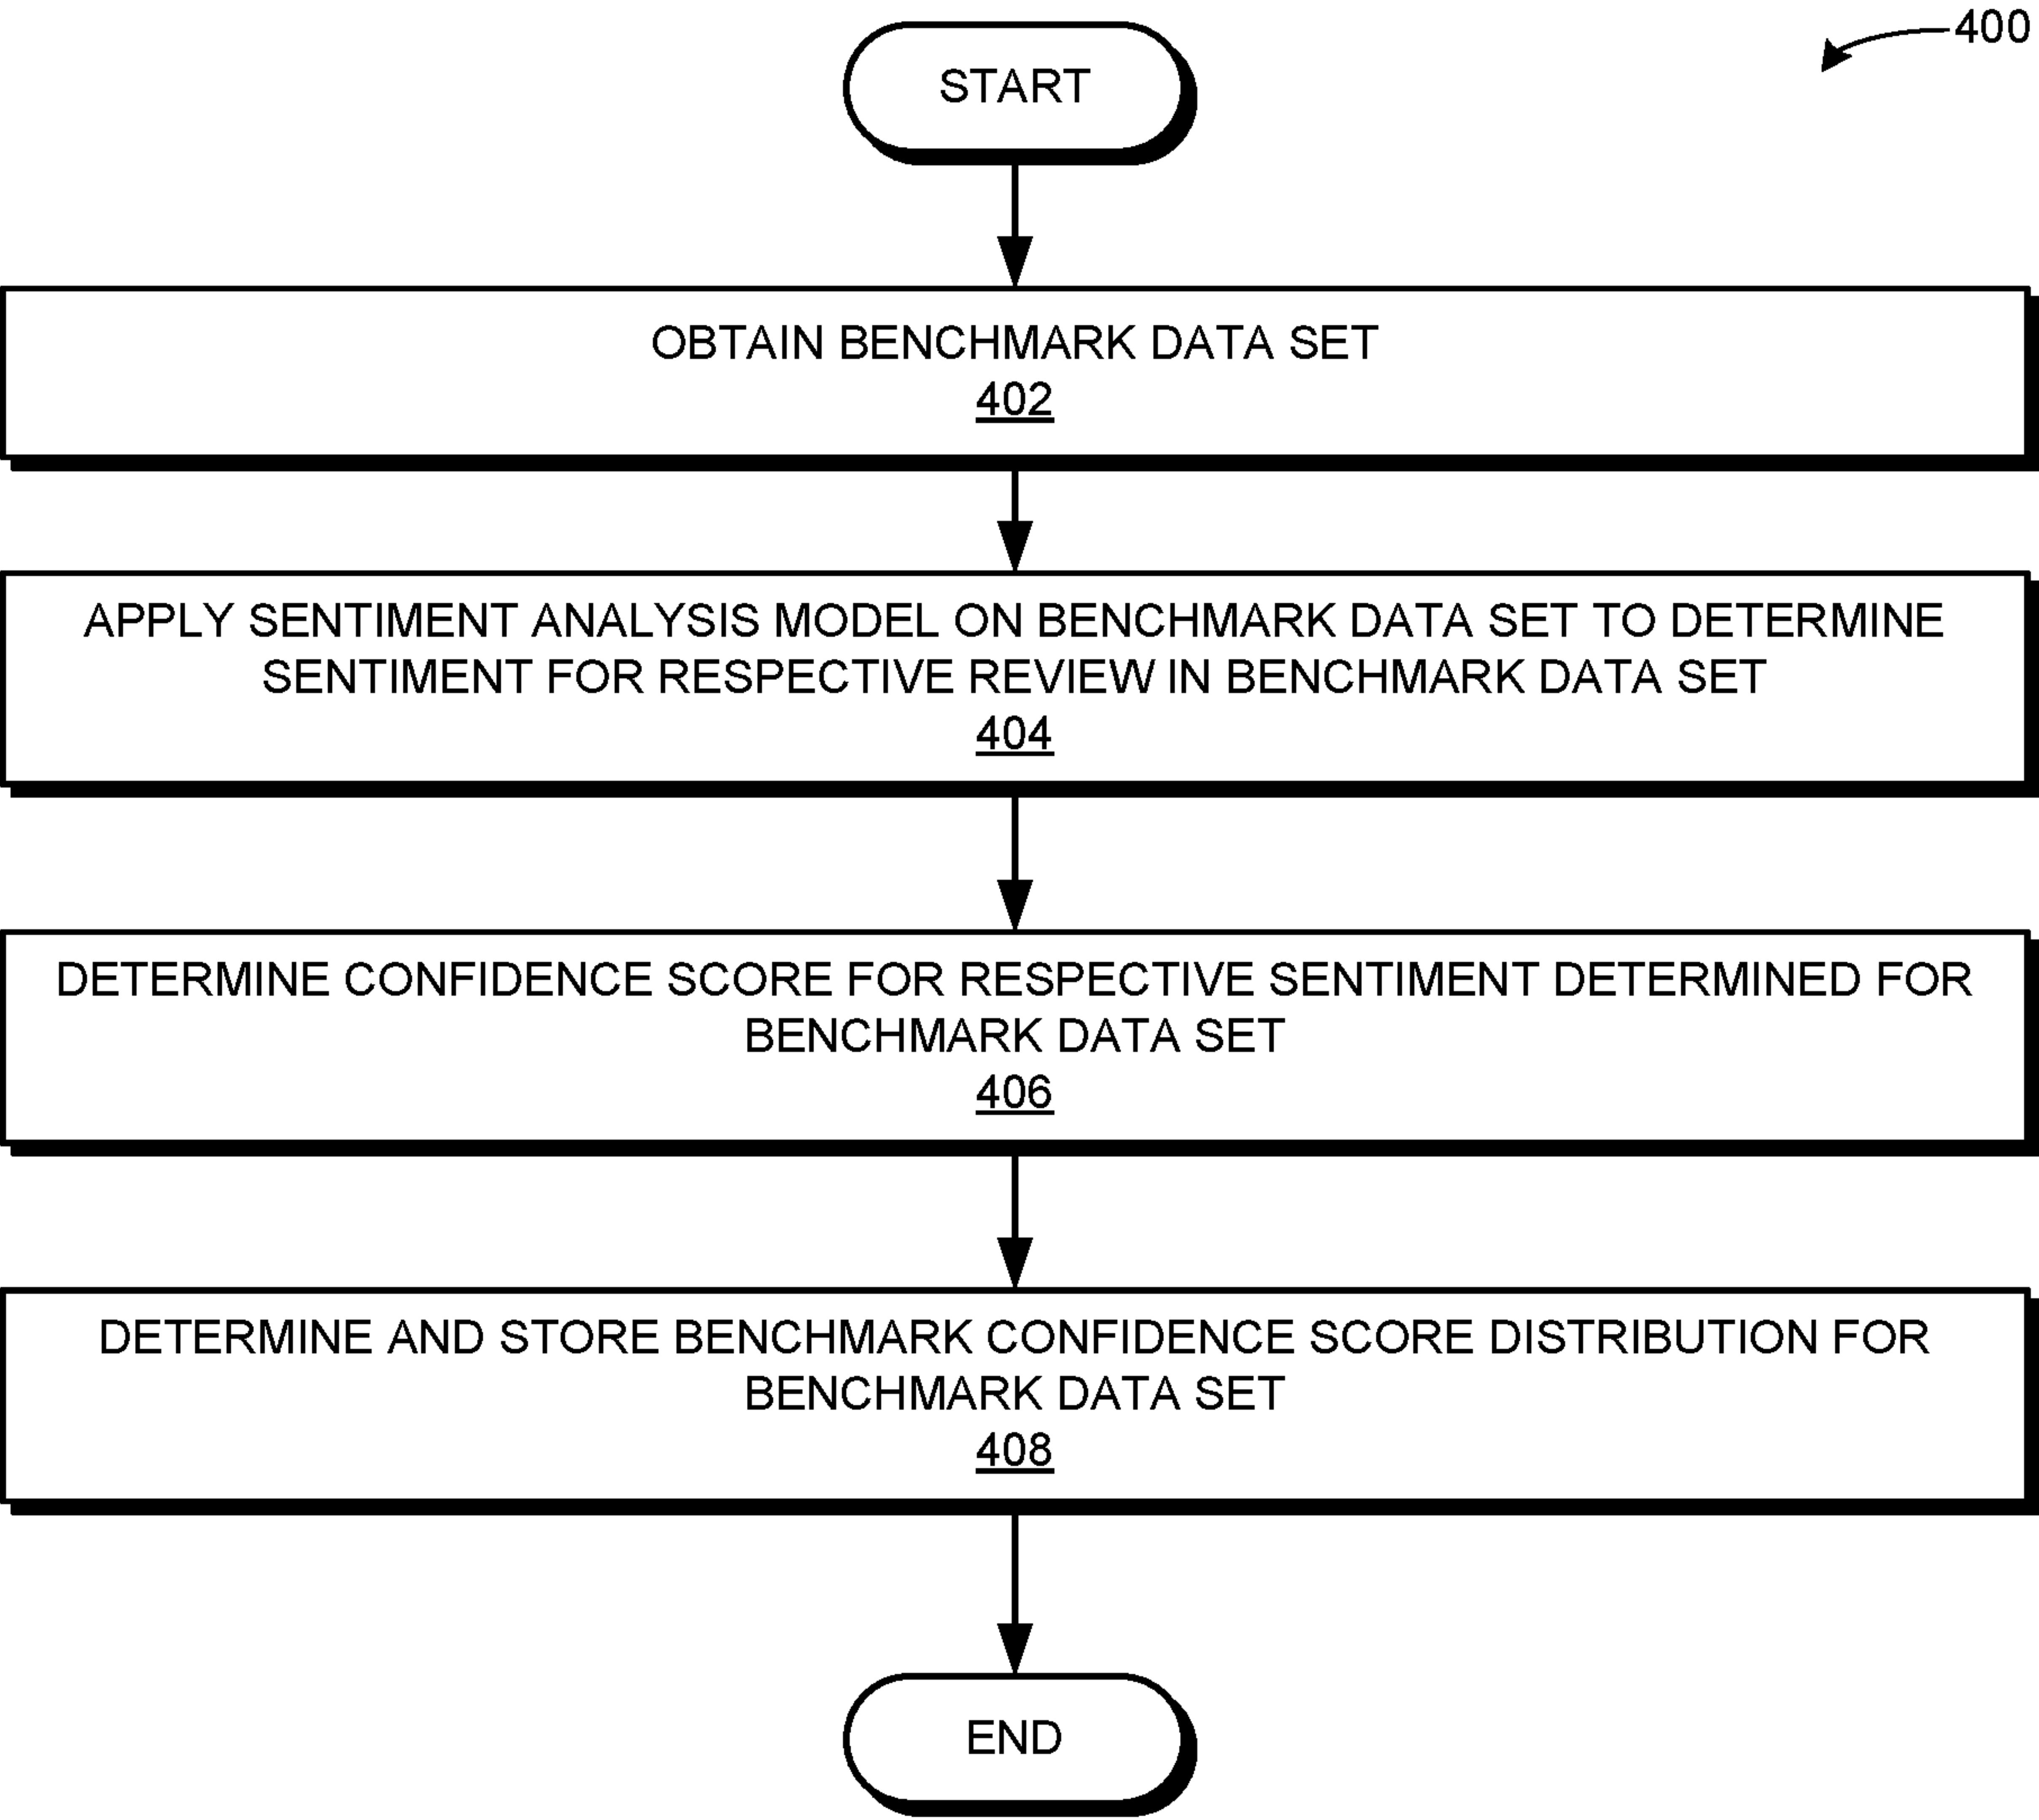 400
START
OBTAIN BENCHMARK DATA SET
402
APPLY SENTIMENT ANALYSIS MODEL ON BENCHMARK DATA SET TO DETERMINE
SENTIMENT FOR RESPECTIVE REVIEW IN BENCHMARK DATA SET
404
DETERMINE CONFIDENCE SCORE FOR RESPECTIVE SENTIMENT DETERMINED FOR
BENCHMARK DATA SET
406
DETERMINE AND STORE BENCHMARK CONFIDENCE SCORE DISTRIBUTION FOR
BENCHMARK DATA SET
408
END